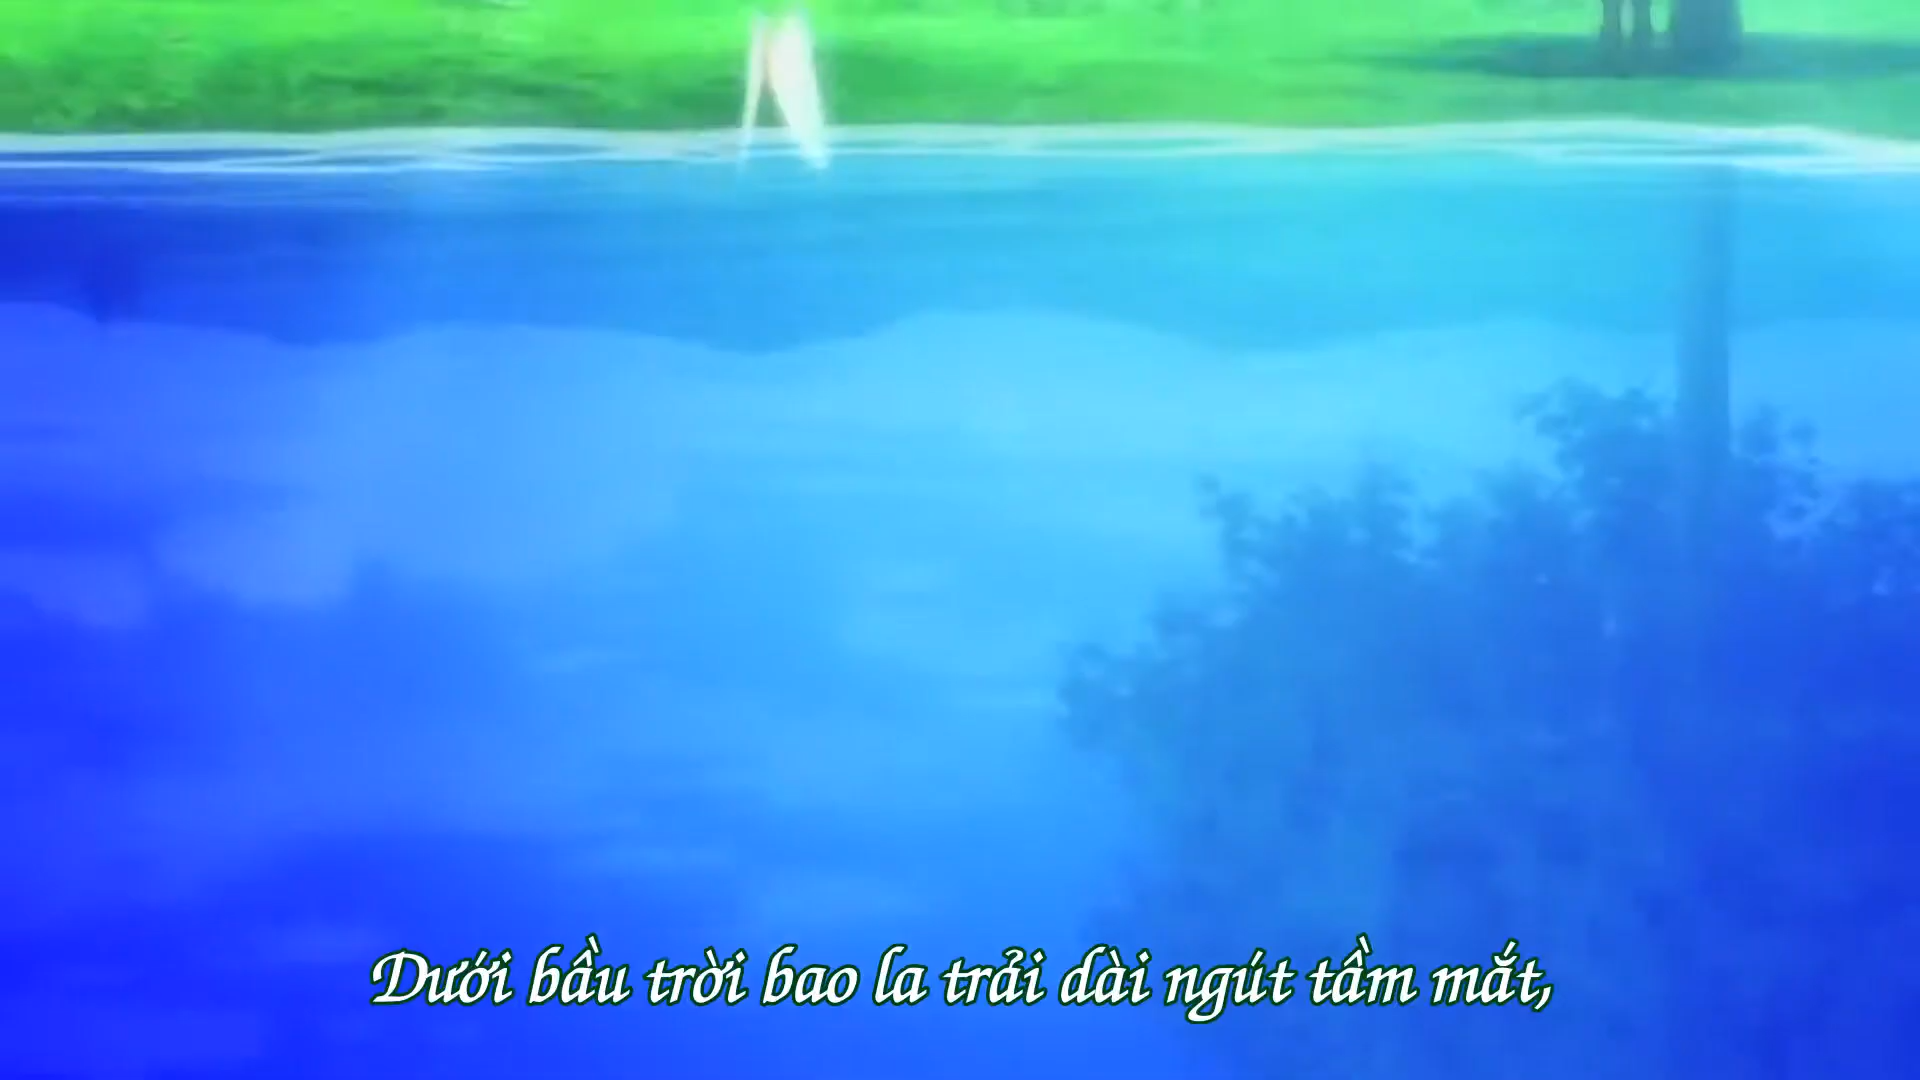 Dưới bầu trời bao la trải dài ngút tầm mắt,